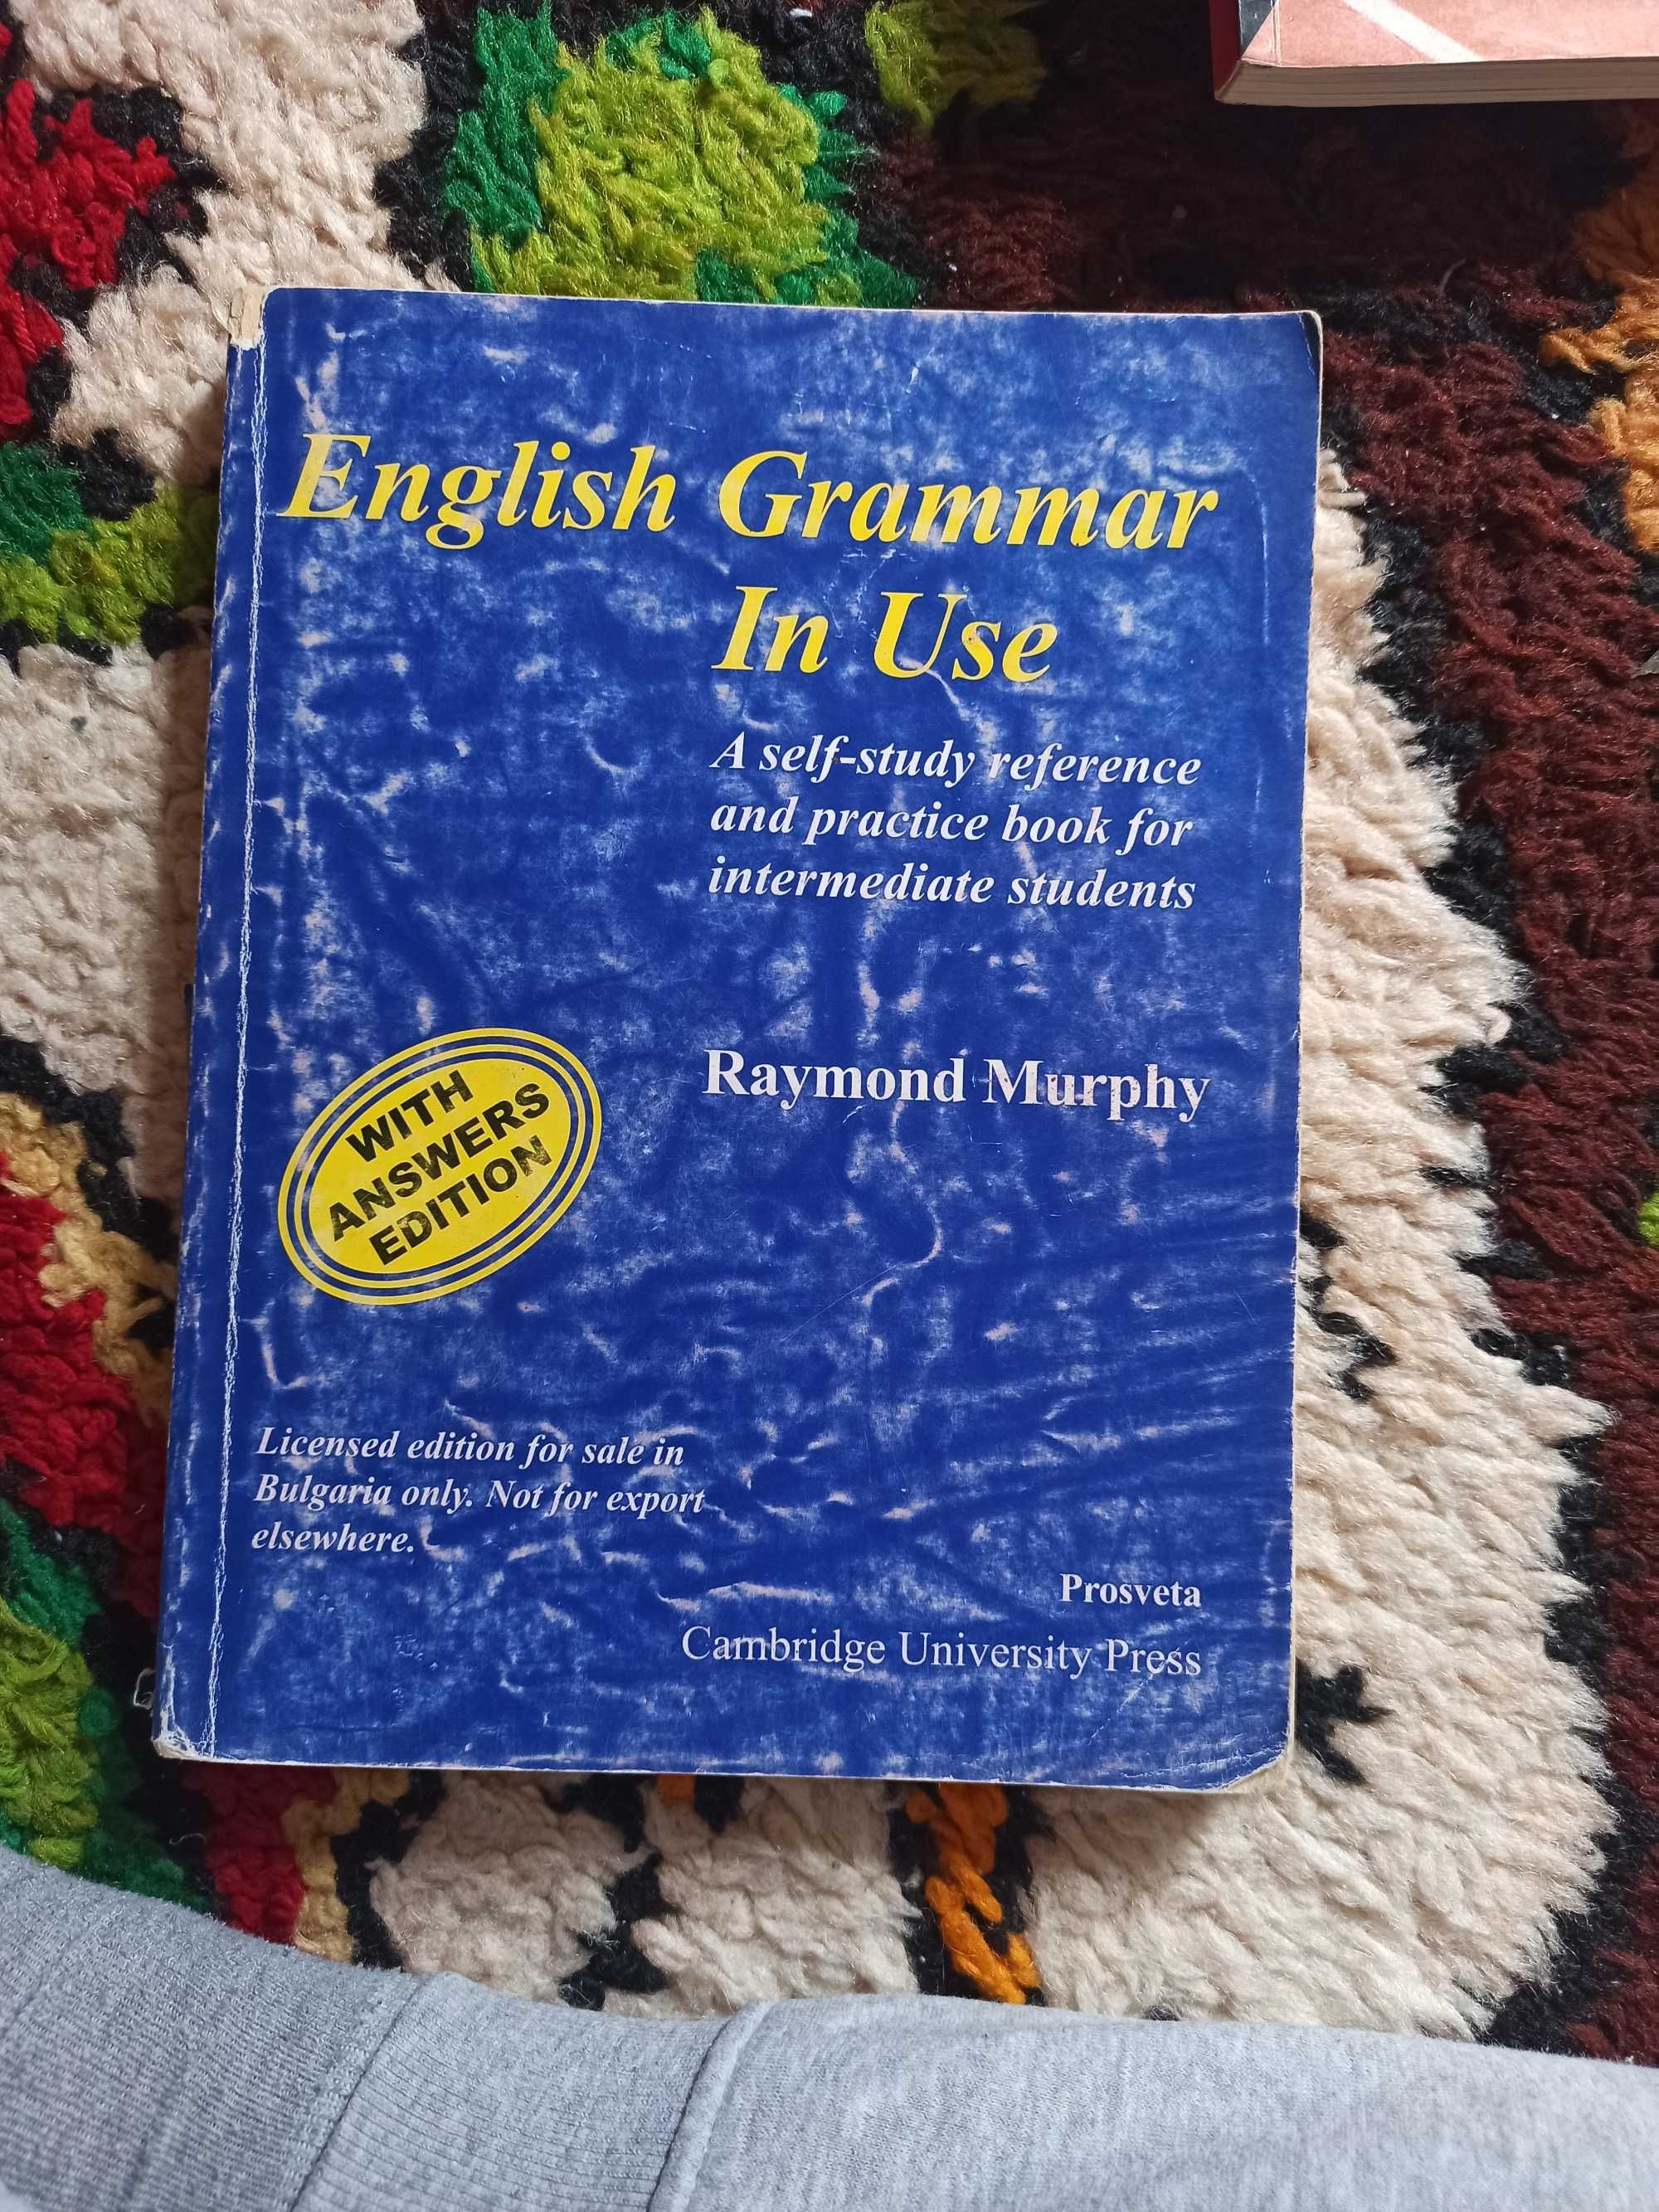 English Grammar
In Use
A self-study reference
and practice book for
intermediate students
Raymond Murphy
WITH
ANSWERS
EDITION
Licensed edition for sale in
Bulgaria only. Not for export
elsewhere.
Prosveta
Cambridge University Press